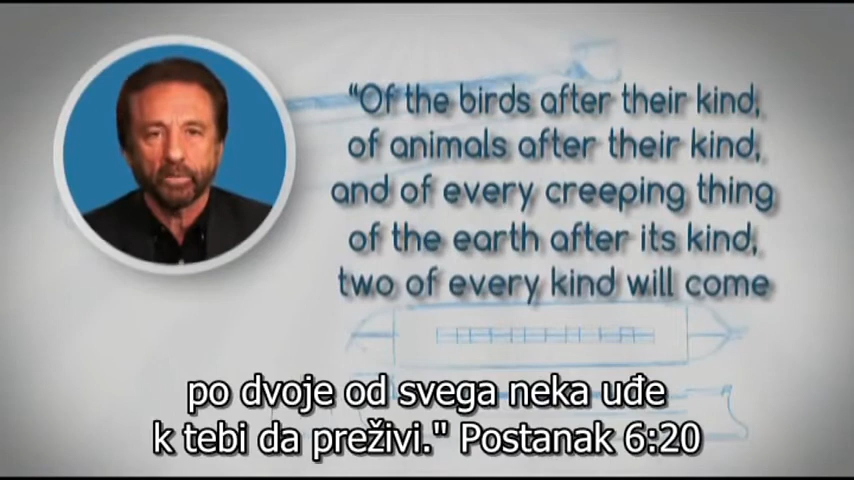 “Of the birds after their kind,
of animals after their kind,
and of every creeping thing
of the earth after its kind,
two of every kind will come
po dvoje od svega neka uđe
k tebi da preživi." Postanak 6:20